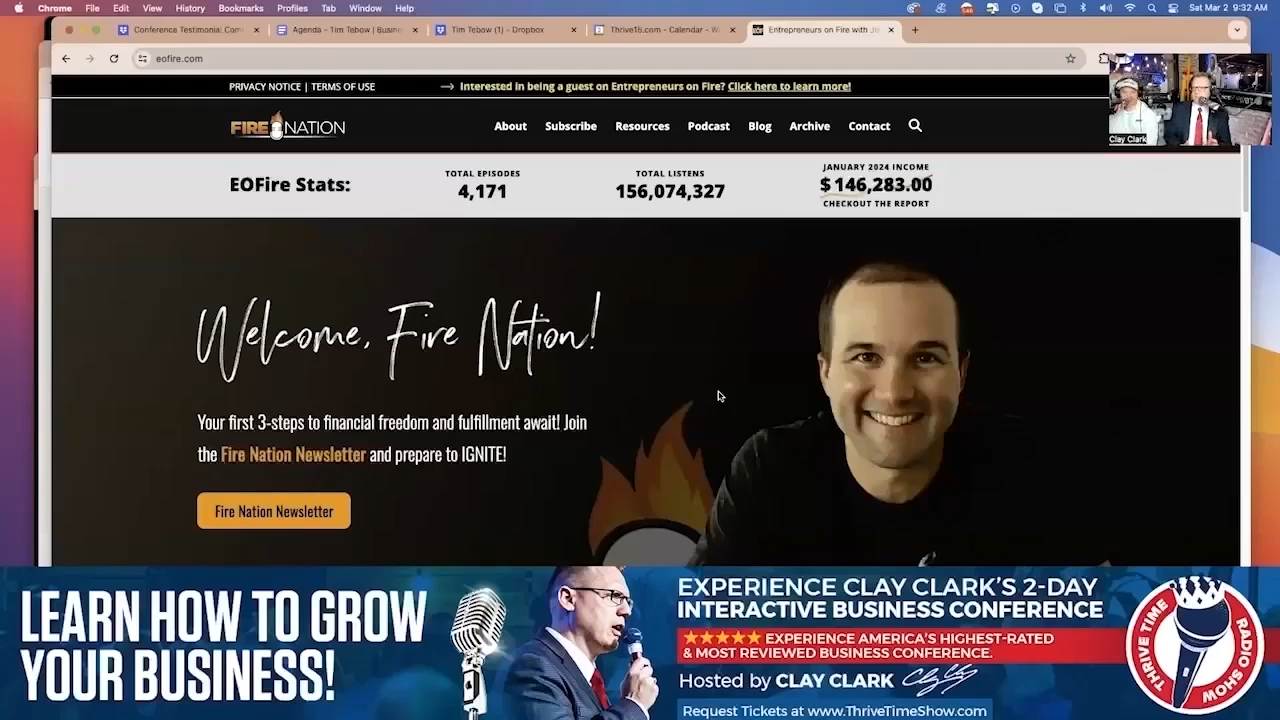 Chrome File Edit View History Bookmarks Profiles Tab Window Help
Sat Mar 2 9:32 AM
Conference Testimonial: Com
Agenda - Tim Tebow | Busine
Tim Tebow (1) - Dropbox
Thrive15.com - Calendar - W
Entrepreneurs on Fire with J
eofire.com
PRIVACY NOTICE | TERMS OF USE
Interested in being a guest on Entrepreneurs on Fire? Click here to learn more!
FIRE NATION
About Subscribe Resources Podcast Blog Archive Contact
Clay Clark
EOFire Stats:
TOTAL EPISODES
4,171
TOTAL LISTENS
156,074,327
JANUARY 2024 INCOME
$146,283.00
CHECKOUT THE REPORT
Welcome, Fire Nation!
Your first 3-steps to financial freedom and fulfillment await! Join
the Fire Nation Newsletter and prepare to IGNITE!
Fire Nation Newsletter
LEARN HOW TO GROW
YOUR BUSINESS!
EXPERIENCE CLAY CLARK'S 2-DAY
INTERACTIVE BUSINESS CONFERENCE
★★★★★ EXPERIENCE AMERICA'S HIGHEST-RATED
& MOST REVIEWED BUSINESS CONFERENCE.
Hosted by CLAY CLARK Clay Clark
Request Tickets at www.ThriveTimeShow.com
THRIVE TIME
RADIO SHOW